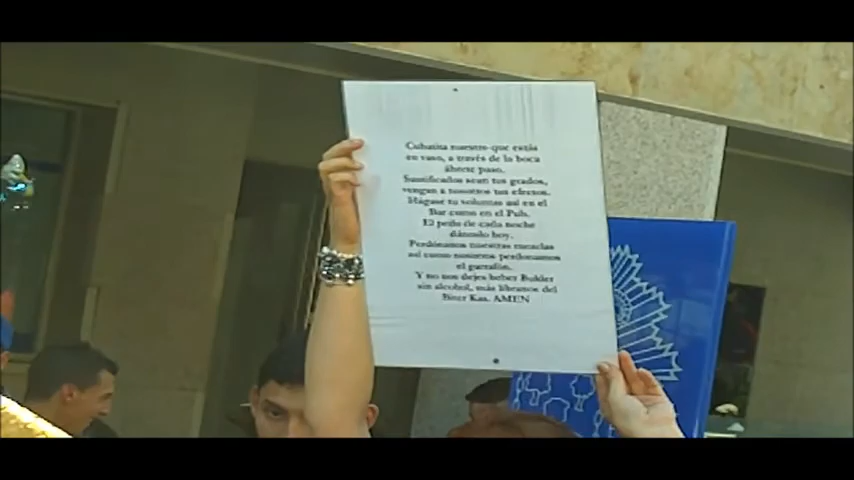 Cubatita nuestro que estás
en vaso, a través de la boca
ábrete paso.
Santificados sean tus grados,
vengan a nosotros tus efectos.
Hágase tu voluntas así en el
Bar como en el Pub.
El pedo de cada noche
dánoslo hoy.
Perdónanos nuestras mezclas
así como nosotros perdonamos
el garrafón.
Y no nos dejes beber Bukler
sin alcohol, más líbranos del
Biter Kas. AMEN